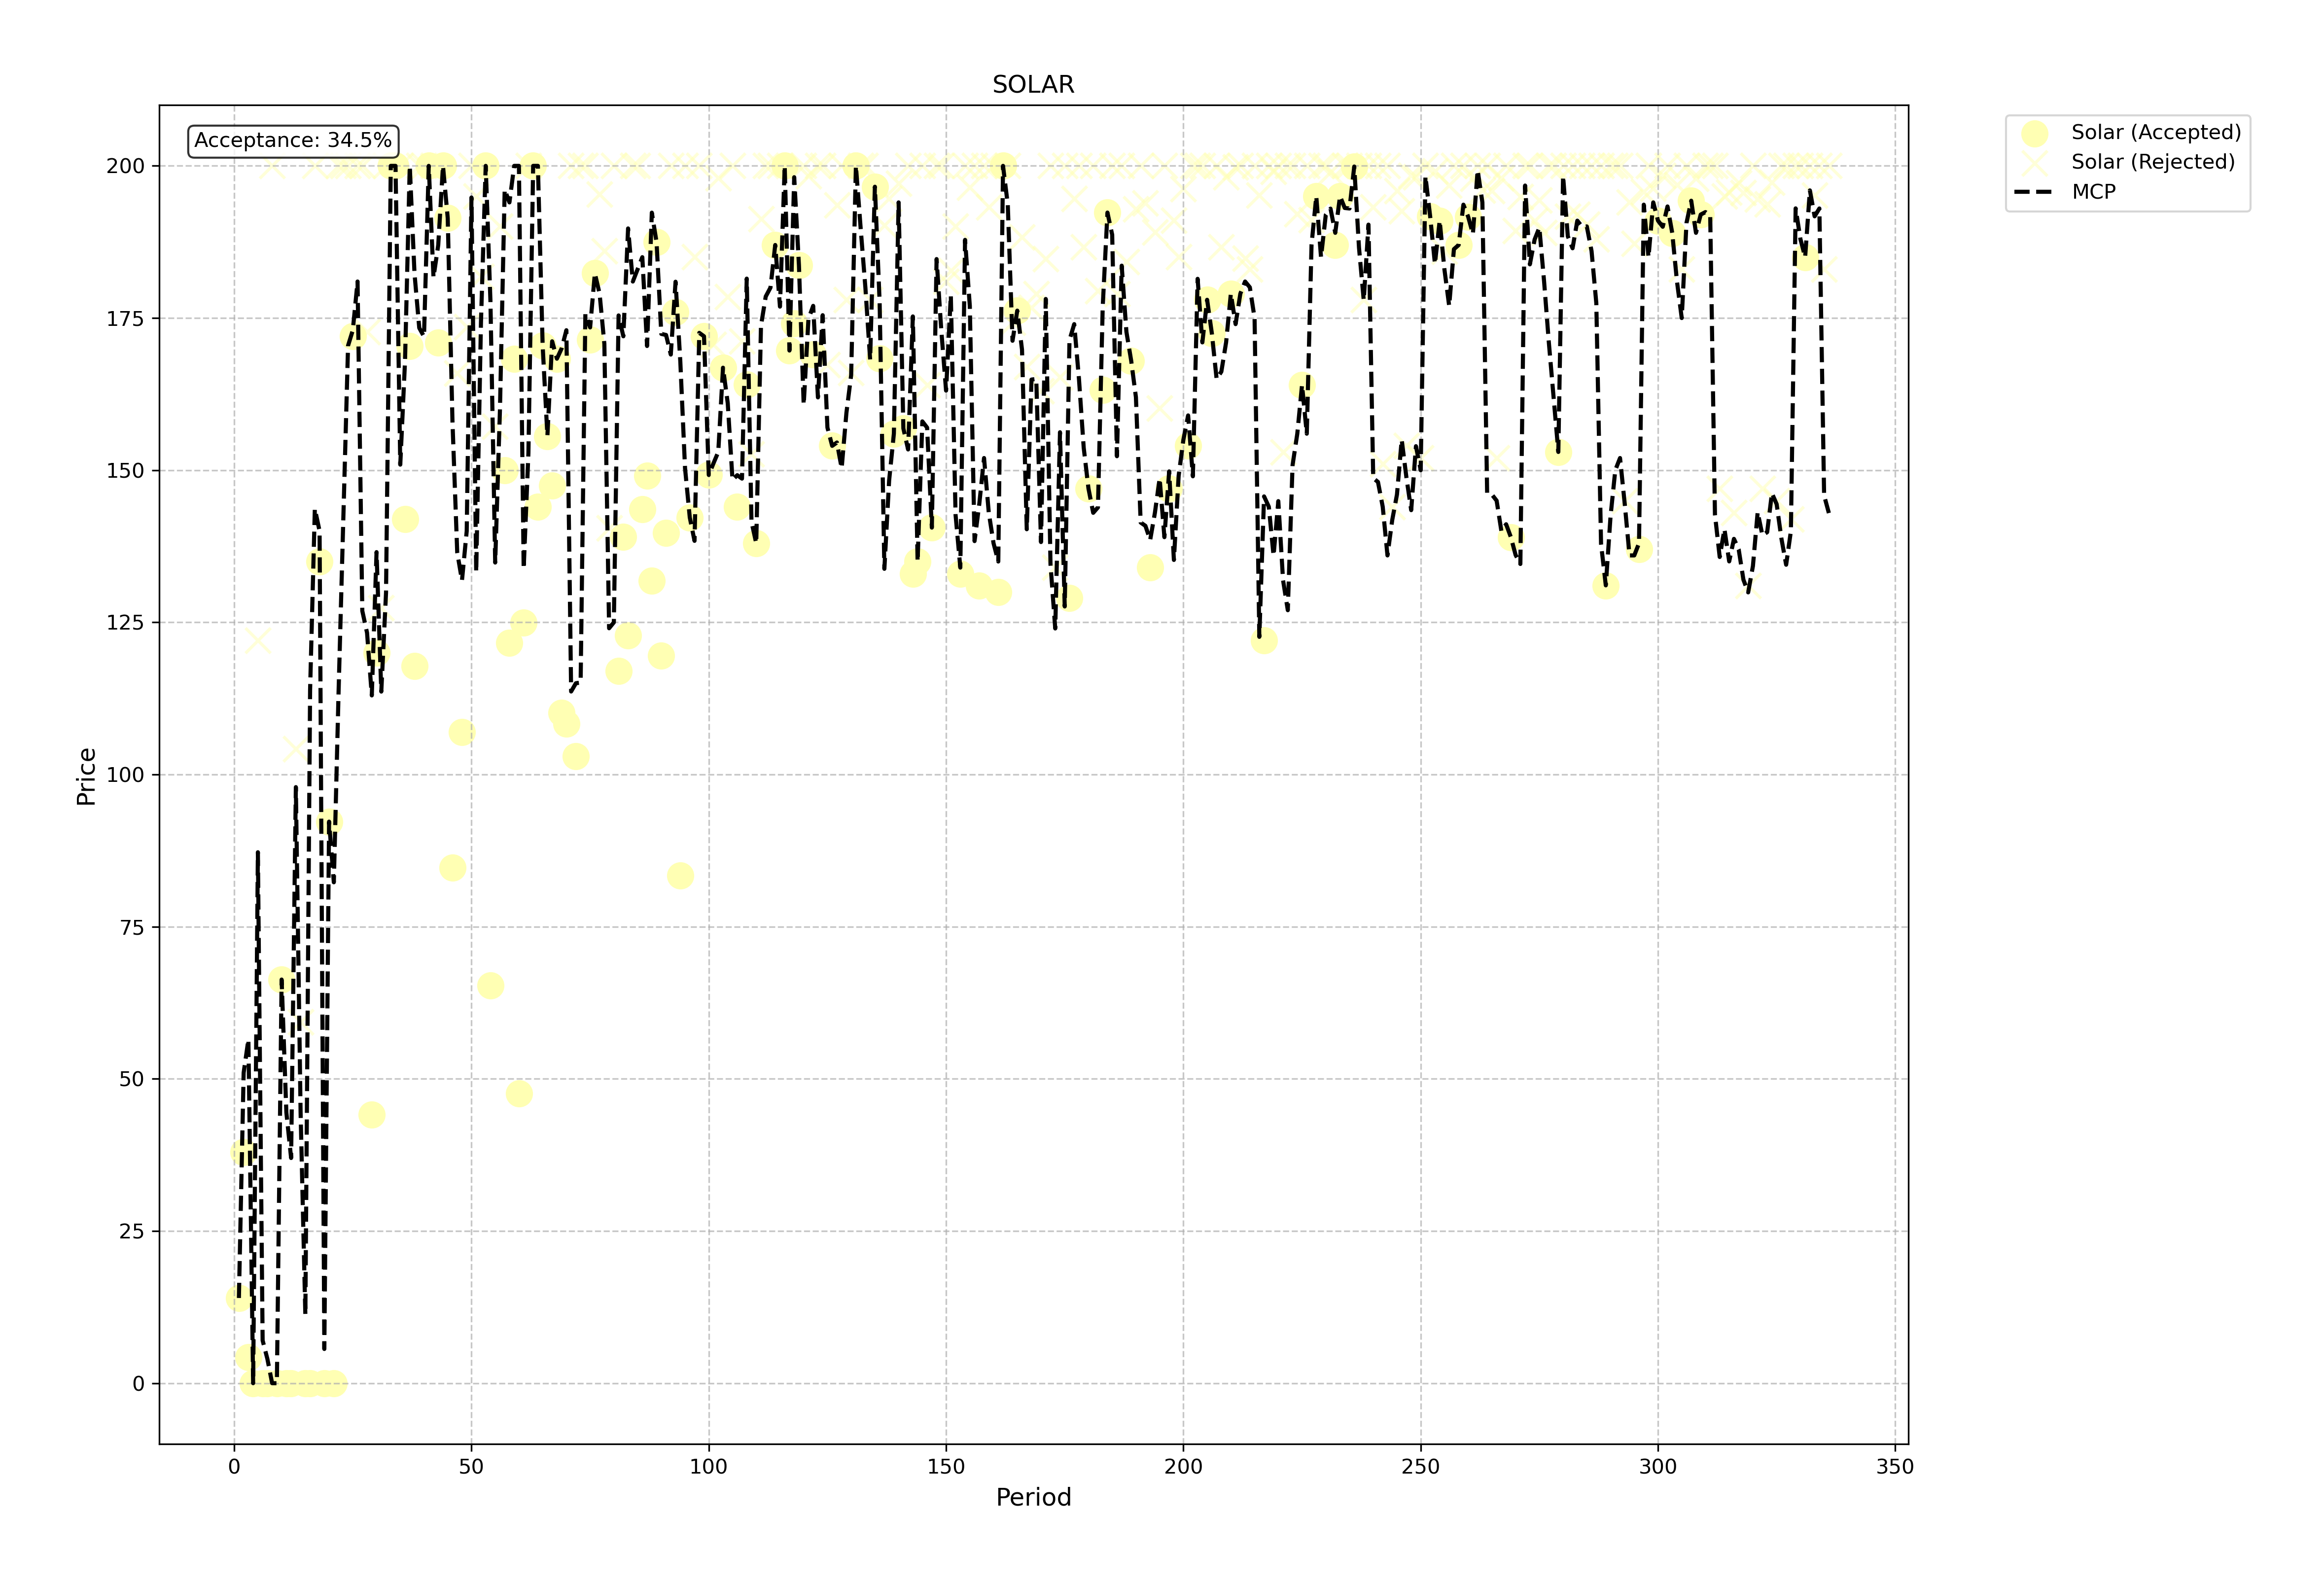 SOLAR
Acceptance: 34.5%
Solar (Accepted)
Solar (Rejected)
MCP
200
175
150
125
100
75
50
25
0
Price
0 50 100 150 200 250 300 350
Period